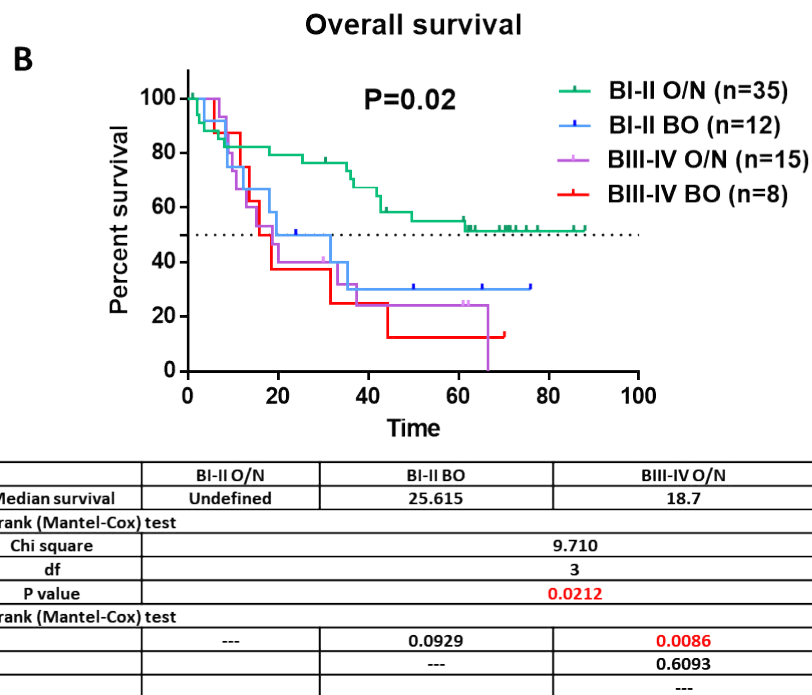 Overall survival
B
P=0.02
BI-II O/N (n=35)
BI-II BO (n=12)
BIII-IV O/N (n=15)
BIII-IV BO (n=8)
Percent survival
100
80
60
40
20
0
0 20 40 60 80 100
Time
BI-II O/N BI-II BO BIII-IV O/N
Median survival Undefined 25.615 18.7
rank (Mantel-Cox) test
Chi square 9.710
df 3
P value 0.0212
rank (Mantel-Cox) test
--- 0.0929 0.0086
--- 0.6093
---